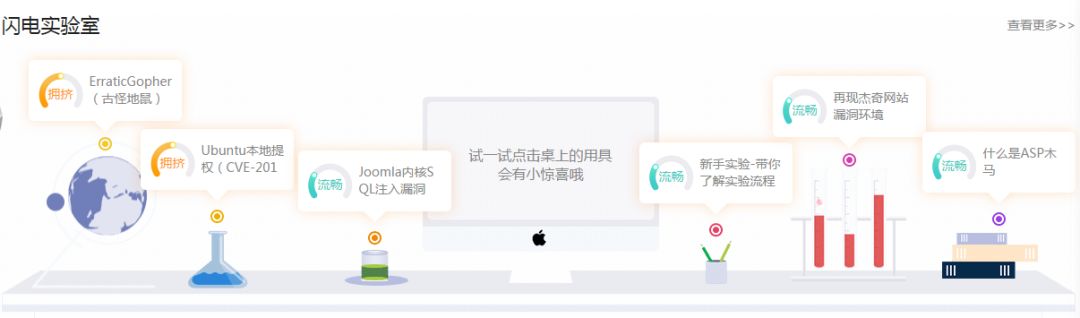 闪电实验室
查看更多>>
拥挤
ErraticGopher
（古怪地鼠）
拥挤
Ubuntu本地提
权（CVE-201
流畅
Joomla内核S
QL注入漏洞
试一试点击桌上的用具
会有小惊喜哦
流畅
新手实验-带你
了解实验流程
流畅
再现杰奇网站
漏洞环境
流畅
什么是ASP木
马